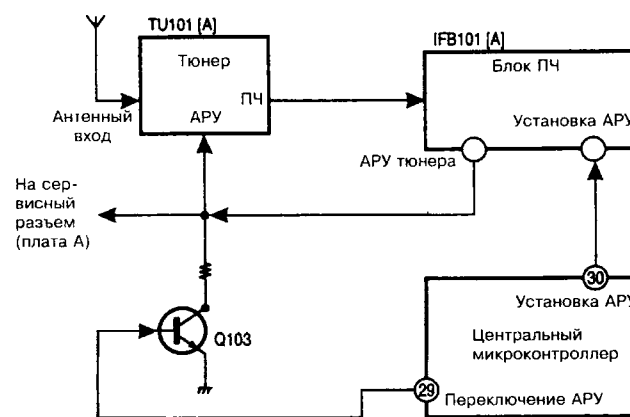 TU101 [A]
Тюнер
ПЧ
АРУ
Антенный
вход
IFB101 [A]
Блок ПЧ
Установка АРУ
АРУ тюнера
На сер-
висный
разъем
(плата А)
Q103
30
Установка АРУ
Центральный
микроконтроллер
29
Переключение АРУ